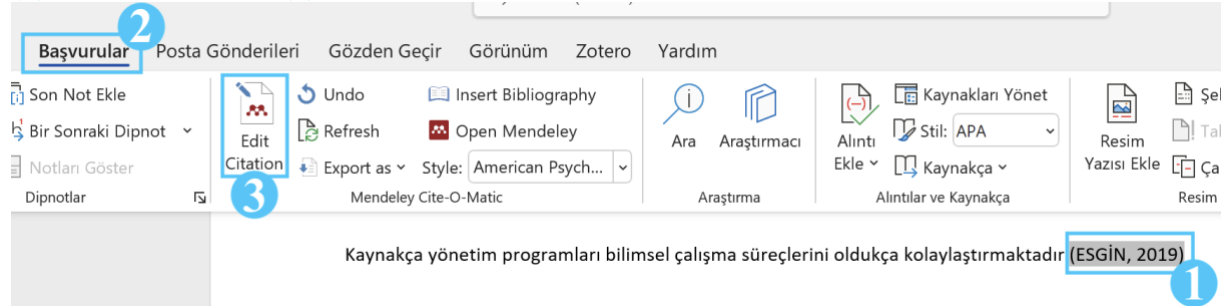 2
Başvurular Posta Gönderileri Gözden Geçir Görünüm Zotero Yardım
Son Not Ekle
Bir Sonraki Dipnot
Notları Göster
Dipnotlar
Edit
Citation
3
Undo
Refresh
Export as
Insert Bibliography
Open Mendeley
Style: American Psych...
Mendeley Cite-O-Matic
Ara
Araştırmacı
Araştırma
Alıntı
Ekle
Kaynakları Yönet
Stil: APA
Kaynakça
Alıntılar ve Kaynakça
Resim
Yazısı Ekle
Resim
Kaynakça yönetim programları bilimsel çalışma süreçlerini oldukça kolaylaştırmaktadır (ESGİN, 2019)
1